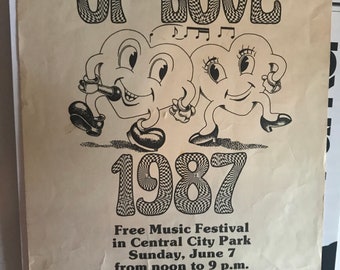 OF LOVE
1987
Free Music Festival
in Central City Park
Sunday, June 7
from noon to 9 p.m.